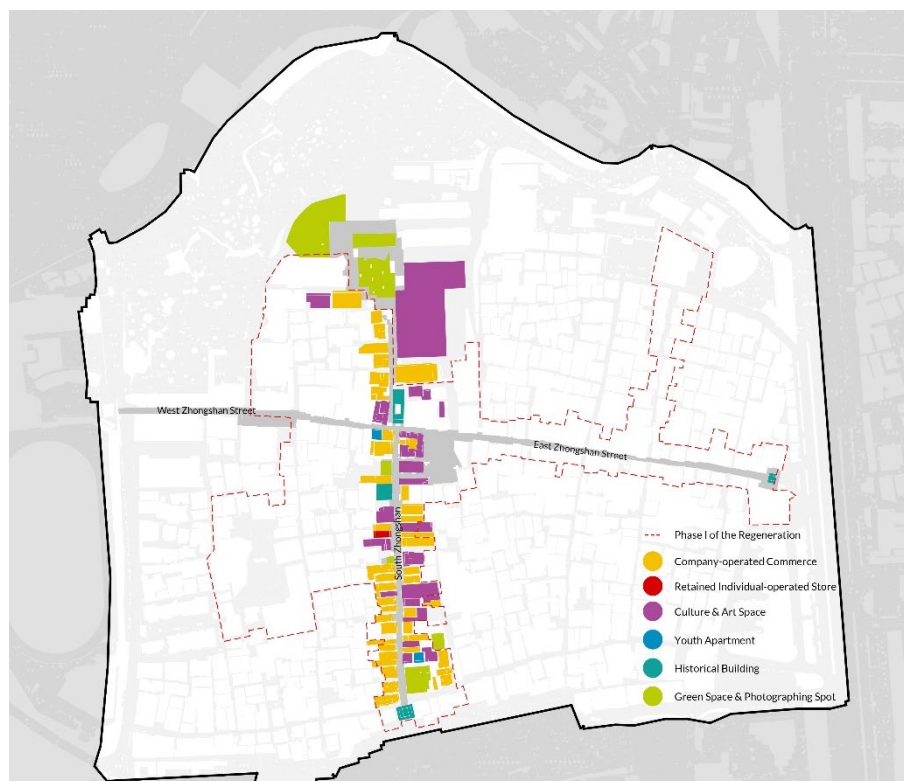 West Zhongshan Street
East Zhongshan Street
South Zhongshan
Phase I of the Regeneration
Company-operated Commerce
Retained Individual-operated Store
Culture & Art Space
Youth Apartment
Historical Building
Green Space & Photographing Spot